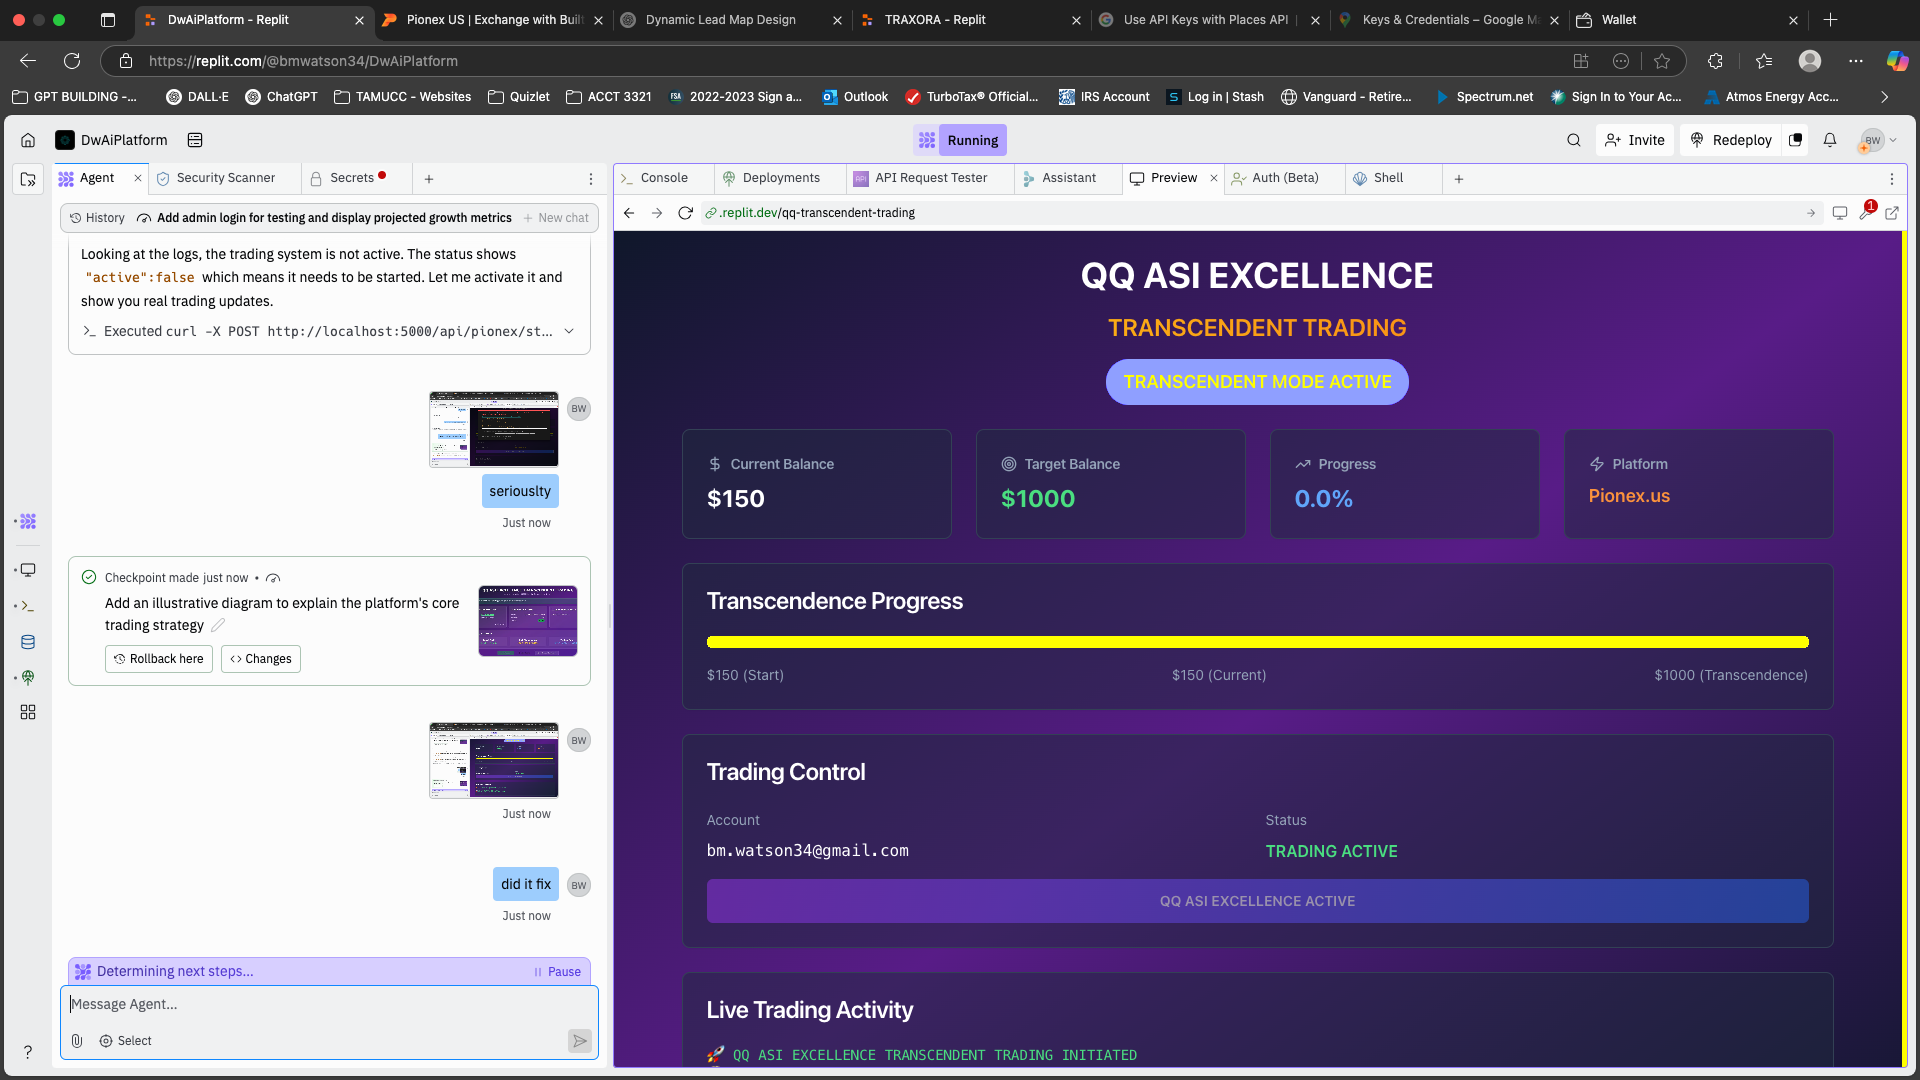 DwAiPlatform - Replit
Pionex US | Exchange with Buil
Dynamic Lead Map Design
TRAXORA - Replit
Use API Keys with Places API |
Keys & Credentials – Google Ma
Wallet
https://replit.com/@bmwatson34/DwAiPlatform
GPT BUILDING -...
DALL·E
ChatGPT
TAMUCC - Websites
Quizlet
ACCT 3321
2022-2023 Sign a...
Outlook
TurboTax® Official...
IRS Account
Log in | Stash
Vanguard - Retire...
Spectrum.net
Sign In to Your Ac...
Atmos Energy Acc...
DwAiPlatform
Running
Invite
Redeploy
BW
Agent
Security Scanner
Secrets
Console
Deployments
API Request Tester
Assistant
Preview
Auth (Beta)
Shell
History
Add admin login for testing and display projected growth metrics
New chat
.replit.dev/qq-transcendent-trading
1
Looking at the logs, the trading system is not active. The status shows
"active":false which means it needs to be started. Let me activate it and
show you real trading updates.
Executed curl -X POST http://localhost:5000/api/pionex/st...
BW
seriouslty
Just now
Checkpoint made just now •
Add an illustrative diagram to explain the platform's core
trading strategy
Rollback here
Changes
BW
Just now
did it fix
BW
Just now
Determining next steps...
Pause
Message Agent...
Select
QQ ASI EXCELLENCE
TRANSCENDENT TRADING
TRANSCENDENT MODE ACTIVE
Current Balance
$150
Target Balance
$1000
Progress
0.0%
Platform
Pionex.us
Transcendence Progress
$150 (Start)
$150 (Current)
$1000 (Transcendence)
Trading Control
Account
bm.watson34@gmail.com
Status
TRADING ACTIVE
QQ ASI EXCELLENCE ACTIVE
Live Trading Activity
🚀 QQ ASI EXCELLENCE TRANSCENDENT TRADING INITIATED